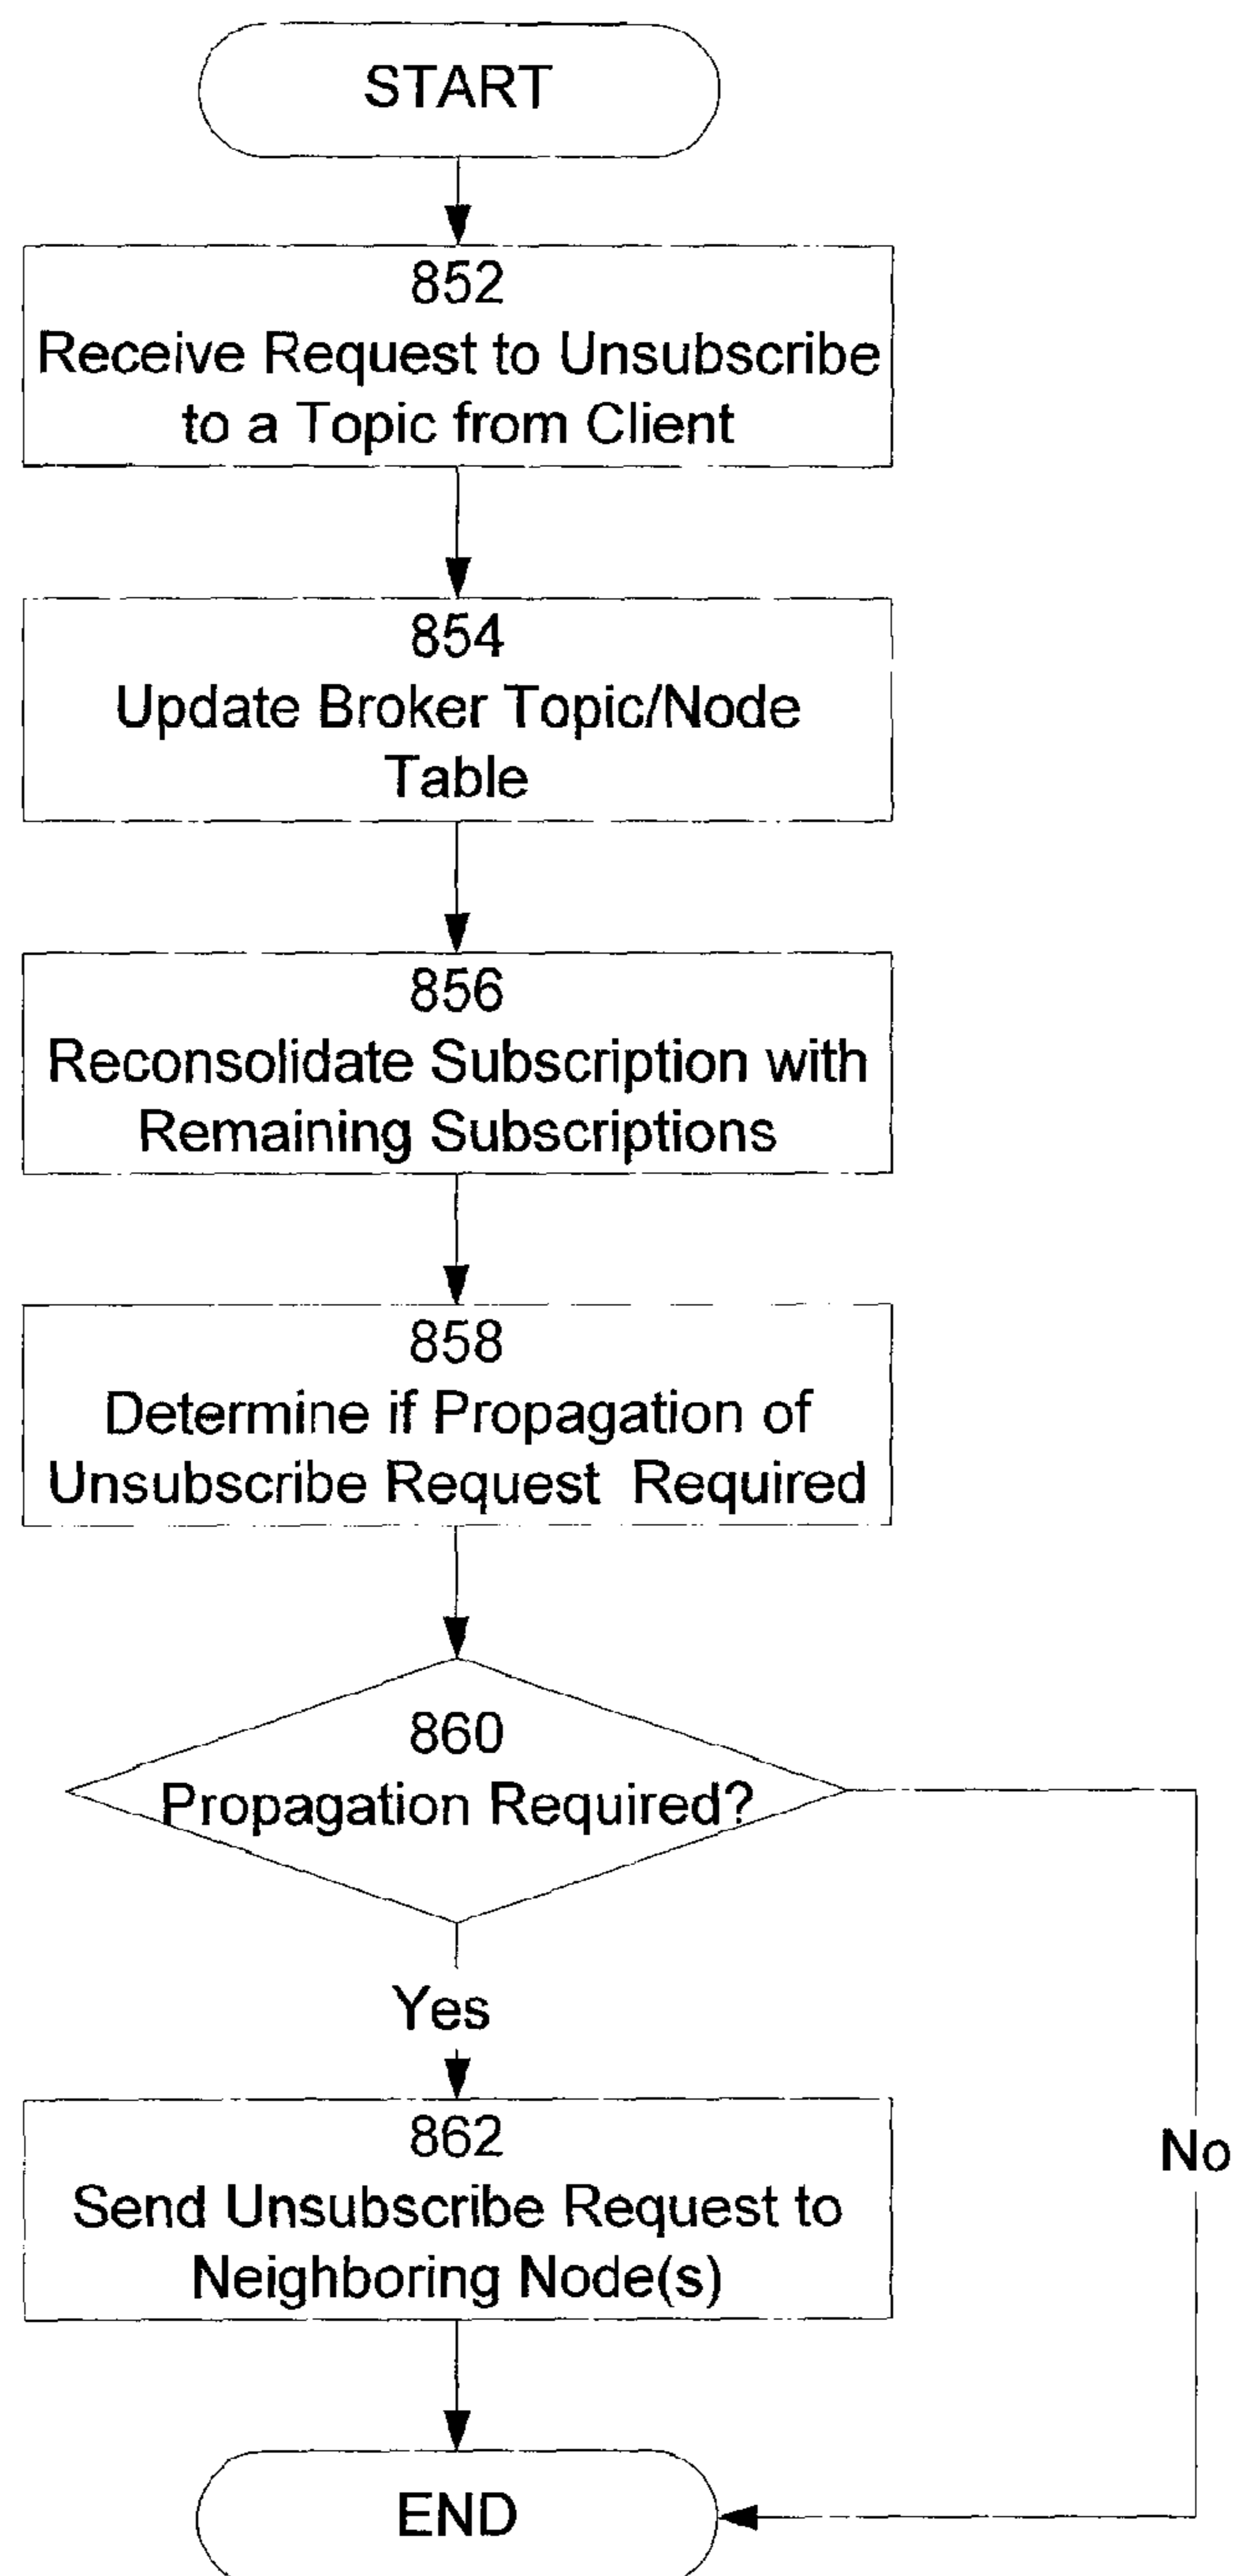 START
852
Receive Request to Unsubscribe
to a Topic from Client
854
Update Broker Topic/Node
Table
856
Reconsolidate Subscription with
Remaining Subscriptions
858
Determine if Propagation of
Unsubscribe Request Required
860
Propagation Required?
Yes
No
862
Send Unsubscribe Request to
Neighboring Node(s)
END